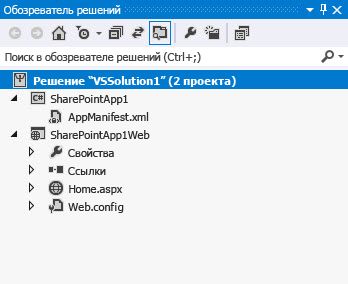 Обозреватель решений
Поиск в обозревателе решений (Ctrl+;)
Решение "VSSolution1" (2 проекта)
C# SharePointApp1
AppManifest.xml
SharePointApp1Web
Свойства
Ссылки
Home.aspx
Web.config